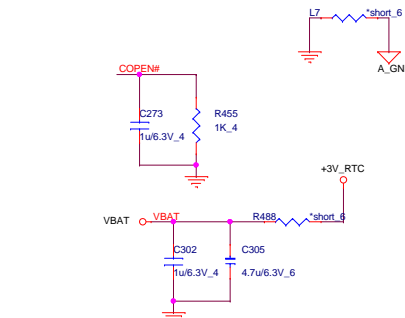 L7 *short_6
A_GN
COPEN#
C273 R455
1u/6.3V_4 1K_4
+3V_RTC
VBAT VBAT R488 *short_6
C302 C305
1u/6.3V_4 4.7u/6.3V_6